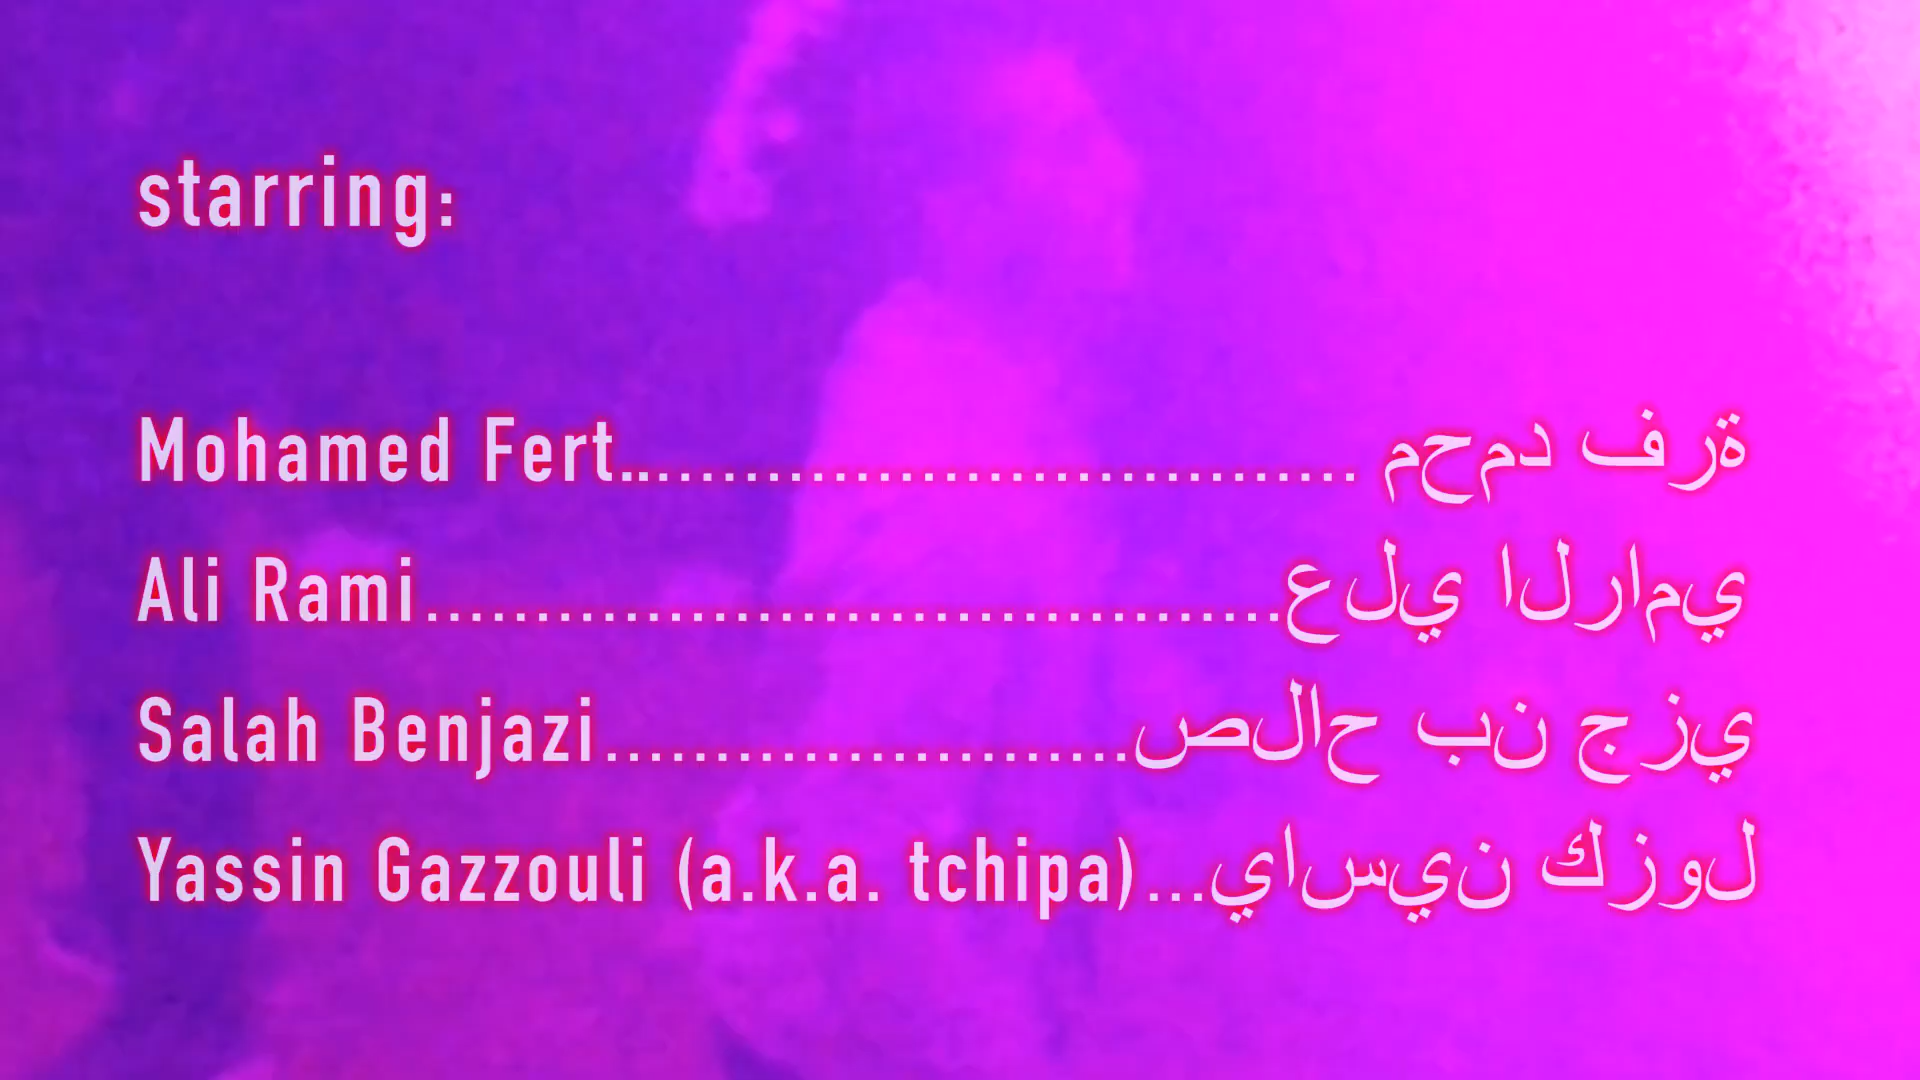 starring:
Mohamed Fert.................................. محمد فرة
Ali Rami.......................................علي الرامي
Salah Benjazi........................صلاح بن جزي
Yassin Gazzouli (a.k.a. tchipa)...ياسين كزول